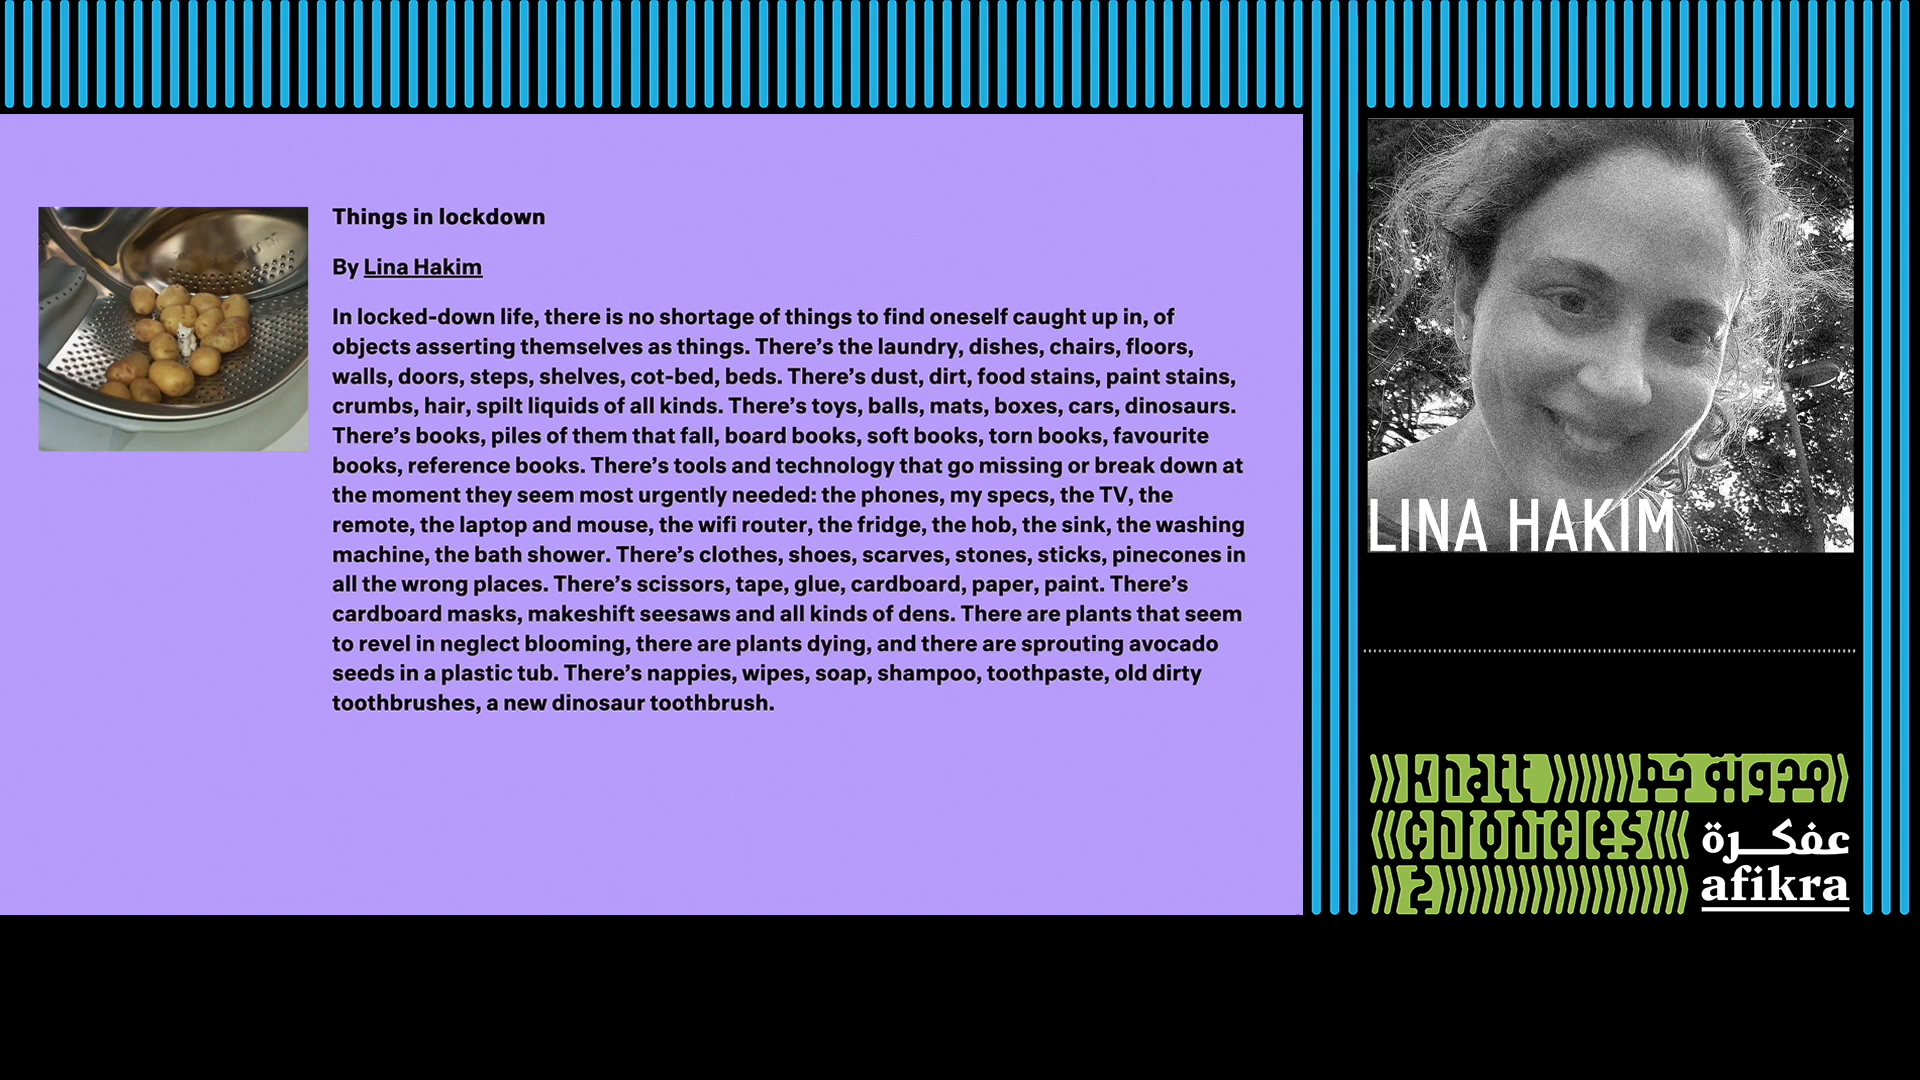 Things in lockdown
By Lina Hakim
In locked-down life, there is no shortage of things to find oneself caught up in, of
objects asserting themselves as things. There’s the laundry, dishes, chairs, floors,
walls, doors, steps, shelves, cot-bed, beds. There’s dust, dirt, food stains, paint stains,
crumbs, hair, spilt liquids of all kinds. There’s toys, balls, mats, boxes, cars, dinosaurs.
There’s books, piles of them that fall, board books, soft books, torn books, favourite
books, reference books. There’s tools and technology that go missing or break down at
the moment they seem most urgently needed: the phones, my specs, the TV, the
remote, the laptop and mouse, the wifi router, the fridge, the hob, the sink, the washing
machine, the bath shower. There’s clothes, shoes, scarves, stones, sticks, pinecones in
all the wrong places. There’s scissors, tape, glue, cardboard, paper, paint. There’s
cardboard masks, makeshift seesaws and all kinds of dens. There are plants that seem
to revel in neglect blooming, there are plants dying, and there are sprouting avocado
seeds in a plastic tub. There’s nappies, wipes, soap, shampoo, toothpaste, old dirty
toothbrushes, a new dinosaur toothbrush.
LINA HAKIM
khatt
chronicles
2
عفكرة
afikra